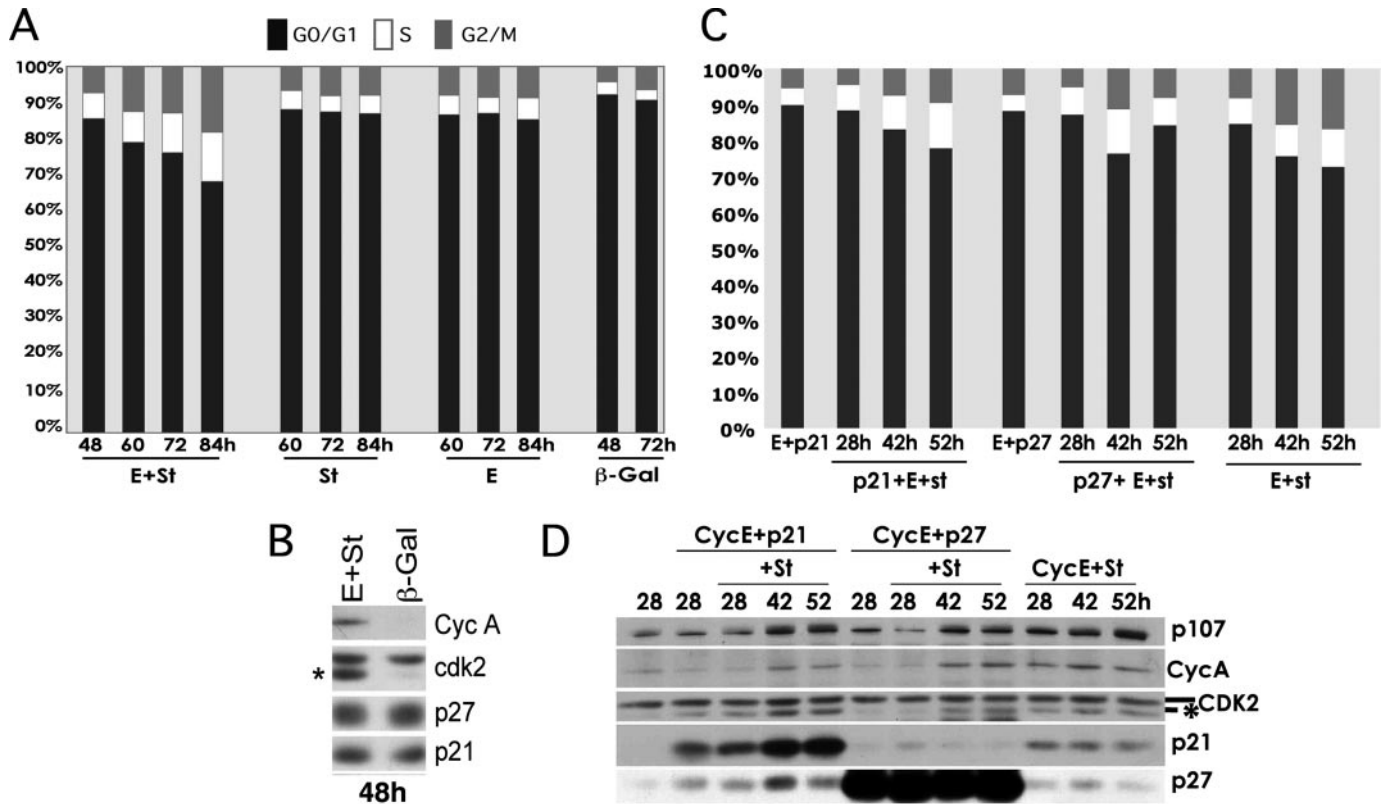 A
G0/G1 S G2/M
100%
90%
80%
70%
60%
50%
40%
30%
20%
10%
0%
48 60 72 84h 60 72 84h 60 72 84h 48 72h
E+St St E β-Gal
C
100%
90%
80%
70%
60%
50%
40%
30%
20%
10%
0%
E+p21 28h 42h 52h E+p27 28h 42h 52h 28h 42h 52h
p21+E+st p27+ E+st E+st
B
E+St β-Gal
Cyc A
cdk2
*
p27
p21
48h
D
CycE+p21 CycE+p27
+St +St CycE+St
28 28 28 42 52 28 28 42 52 28 42 52h
p107
CycA
CDK2
*
p21
p27